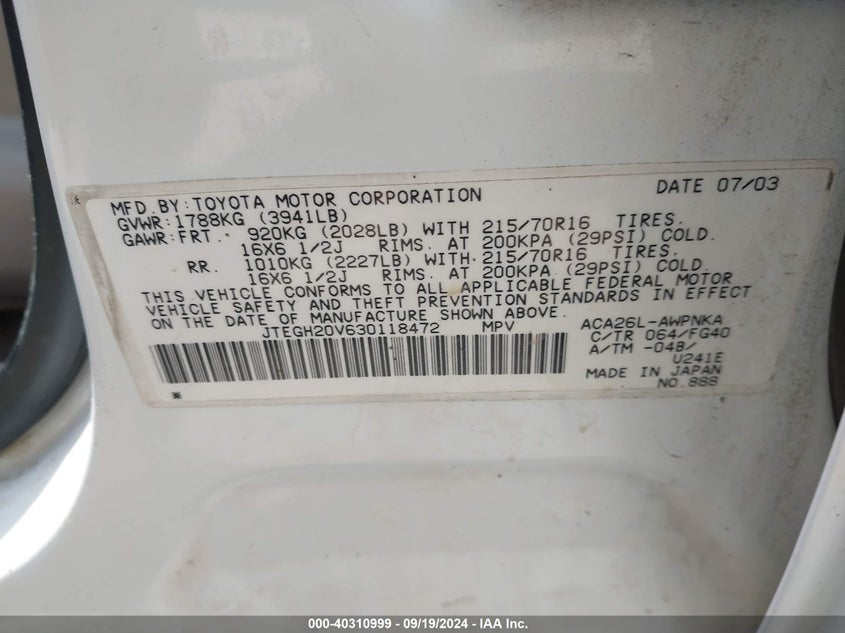 MFD. BY: TOYOTA MOTOR CORPORATION DATE 07/03
GVWR: 1788KG (3941LB)
GAWR: FRT. 920KG (2028LB) WITH 215/70R16 TIRES.
16X6 1/2J RIMS. AT 200KPA (29PSI) COLD.
RR. 1010KG (2227LB) WITH 215/70R16 TIRES.
16X6 1/2J RIMS. AT 200KPA (29PSI) COLD
THIS VEHICLE CONFORMS TO ALL APPLICABLE FEDERAL MOTOR
VEHICLE SAFETY AND THEFT PREVENTION STANDARDS IN EFFECT
ON THE DATE OF MANUFACTURE SHOWN ABOVE.
JTEGH20V630118472 MPV ACA26L-AWPNKA
C/TR 064/FG40
A/TM -048/
U241E
MADE IN JAPAN
NO.888
000-40310999 - 09/19/2024 - IAA Inc.